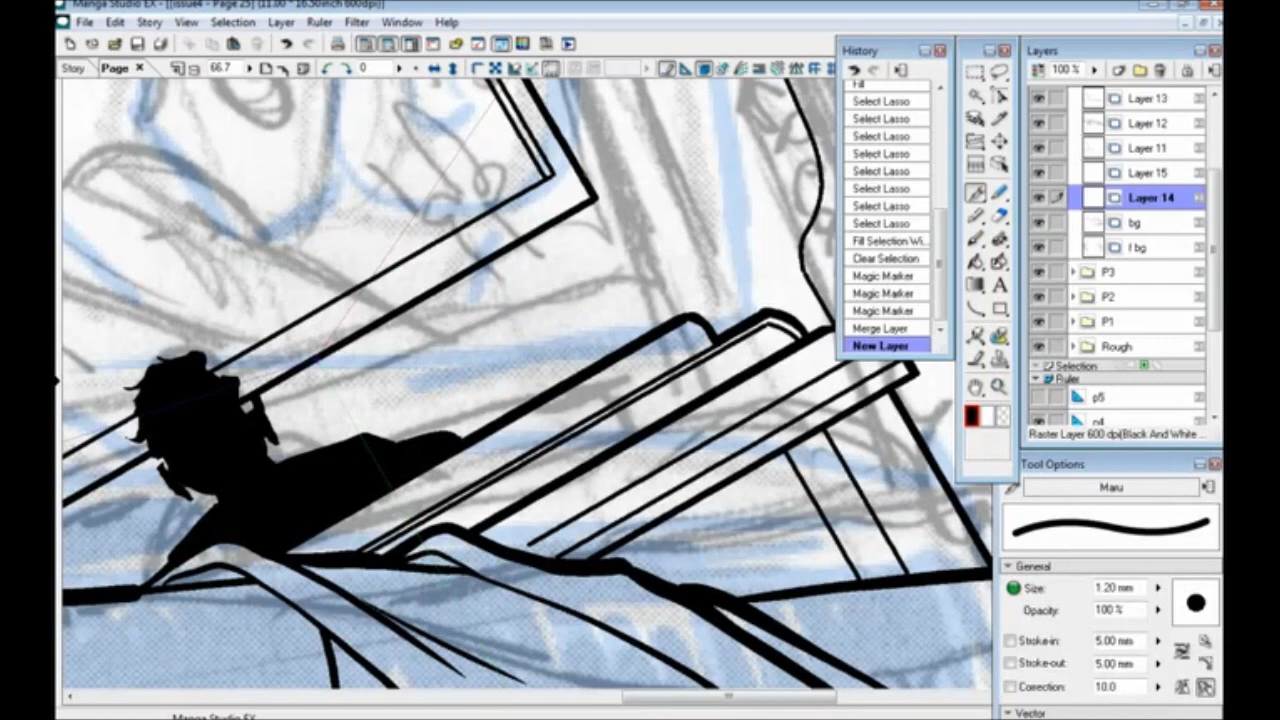 Manga Studio EX - [[issue4 - Page 25] (11.00 * 16.50inch 600dpi)]
File Edit Story View Selection Layer Ruler Filter Window Help
Story Page 66.7 0
History
Fill
Select Lasso
Select Lasso
Select Lasso
Select Lasso
Select Lasso
Select Lasso
Select Lasso
Select Lasso
Fill Selection Wi...
Clear Selection
Magic Marker
Magic Marker
Magic Marker
Merge Layer
New Layer
Layers
100 %
Layer 13
Layer 12
Layer 11
Layer 15
Layer 14
bg
f bg
P3
P2
P1
Rough
Selection
Ruler
p5
p4
Raster Layer 600 dpi(Black And White ...
Tool Options
Maru
General
Size: 1.20 mm
Opacity: 100 %
Stroke-in: 5.00 mm
Stroke-out: 5.00 mm
Correction: 10.0
Vector
Manga Studio EX